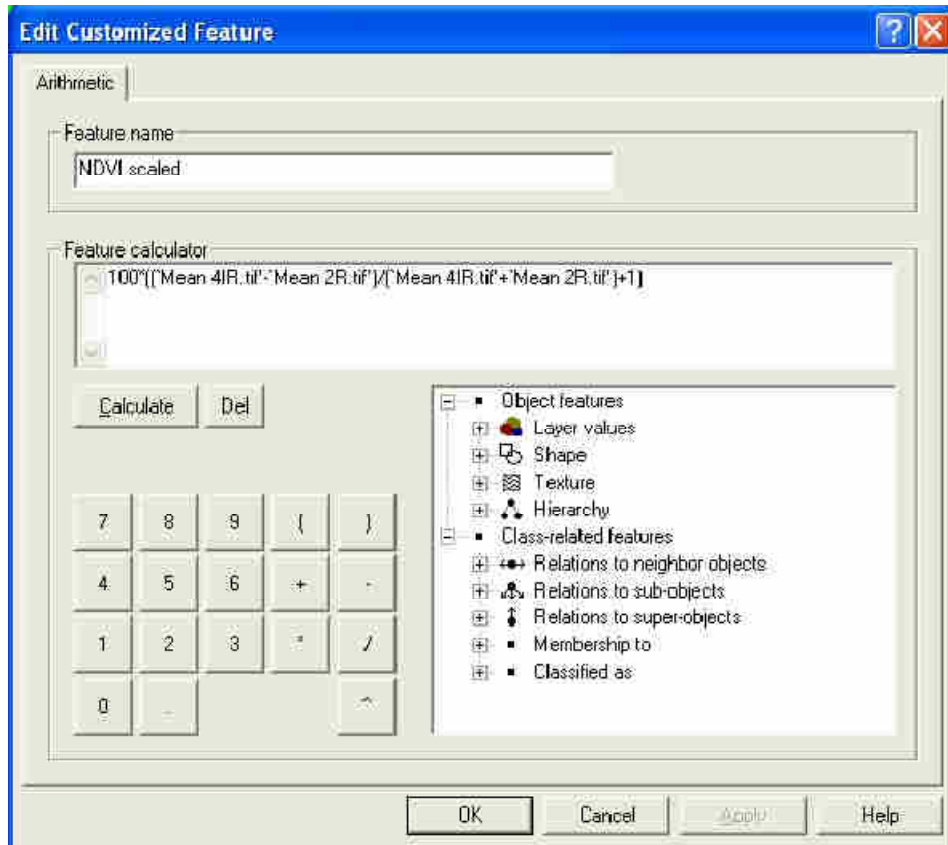 Edit Customized Feature
Arithmetic
Feature name
NDVI scaled
Feature calculator
100*(('Mean 4IR.tif'-'Mean 2R.tif')/('Mean 4IR.tif'+'Mean 2R.tif')+1)
Calculate Del
7 8 9 ( )
4 5 6 + -
1 2 3 * /
0 . ^
Object features
Layer values
Shape
Texture
Hierarchy
Class-related features
Relations to neighbor objects
Relations to sub-objects
Relations to super-objects
Membership to
Classified as
OK Cancel Apply Help